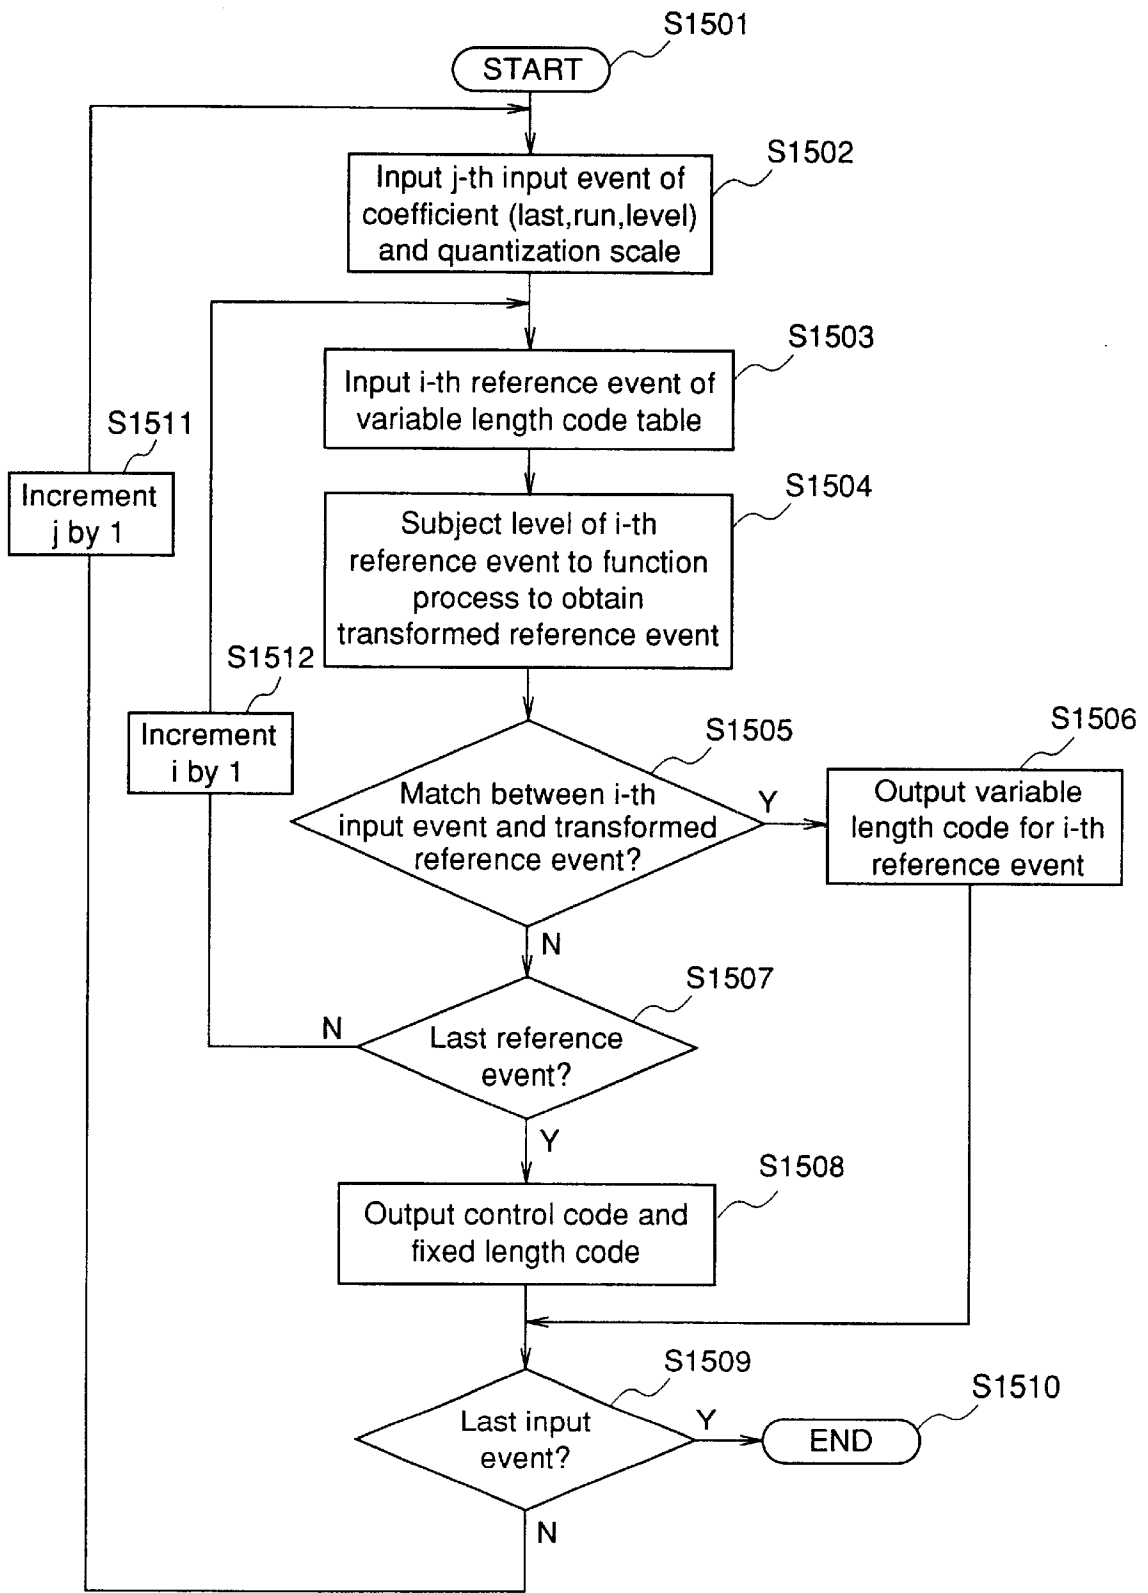 S1501
START
S1502
Input j-th input event of
coefficient (last,run,level)
and quantization scale
S1503
Input i-th reference event of
variable length code table
S1511
Increment
j by 1
S1504
Subject level of i-th
reference event to function
process to obtain
transformed reference event
S1512
Increment
i by 1
S1505
Match between i-th
input event and transformed
reference event?
Y
S1506
Output variable
length code for i-th
reference event
N
S1507
Last reference
event?
N
Y
S1508
Output control code and
fixed length code
S1509
Last input
event?
Y
S1510
END
N